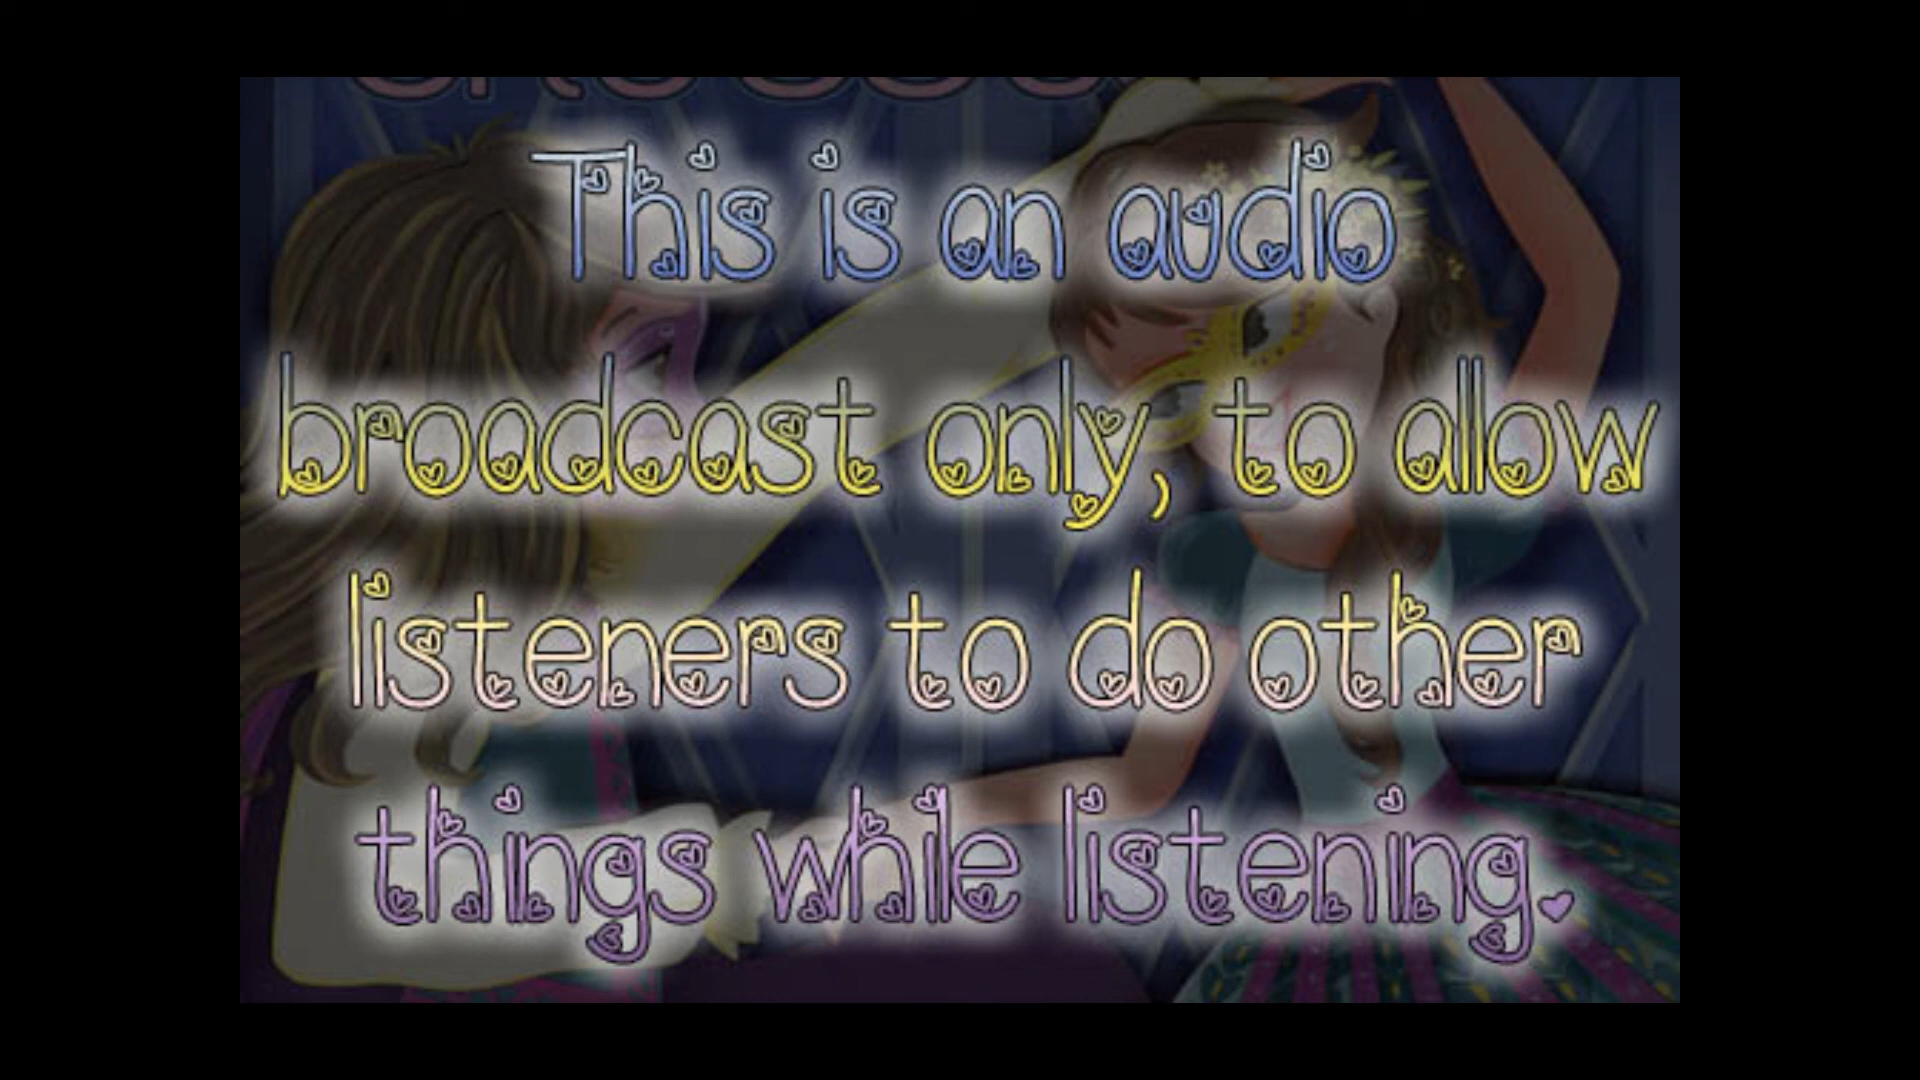 This is an audio
broadcast only, to allow
listeners to do other
things while listening.